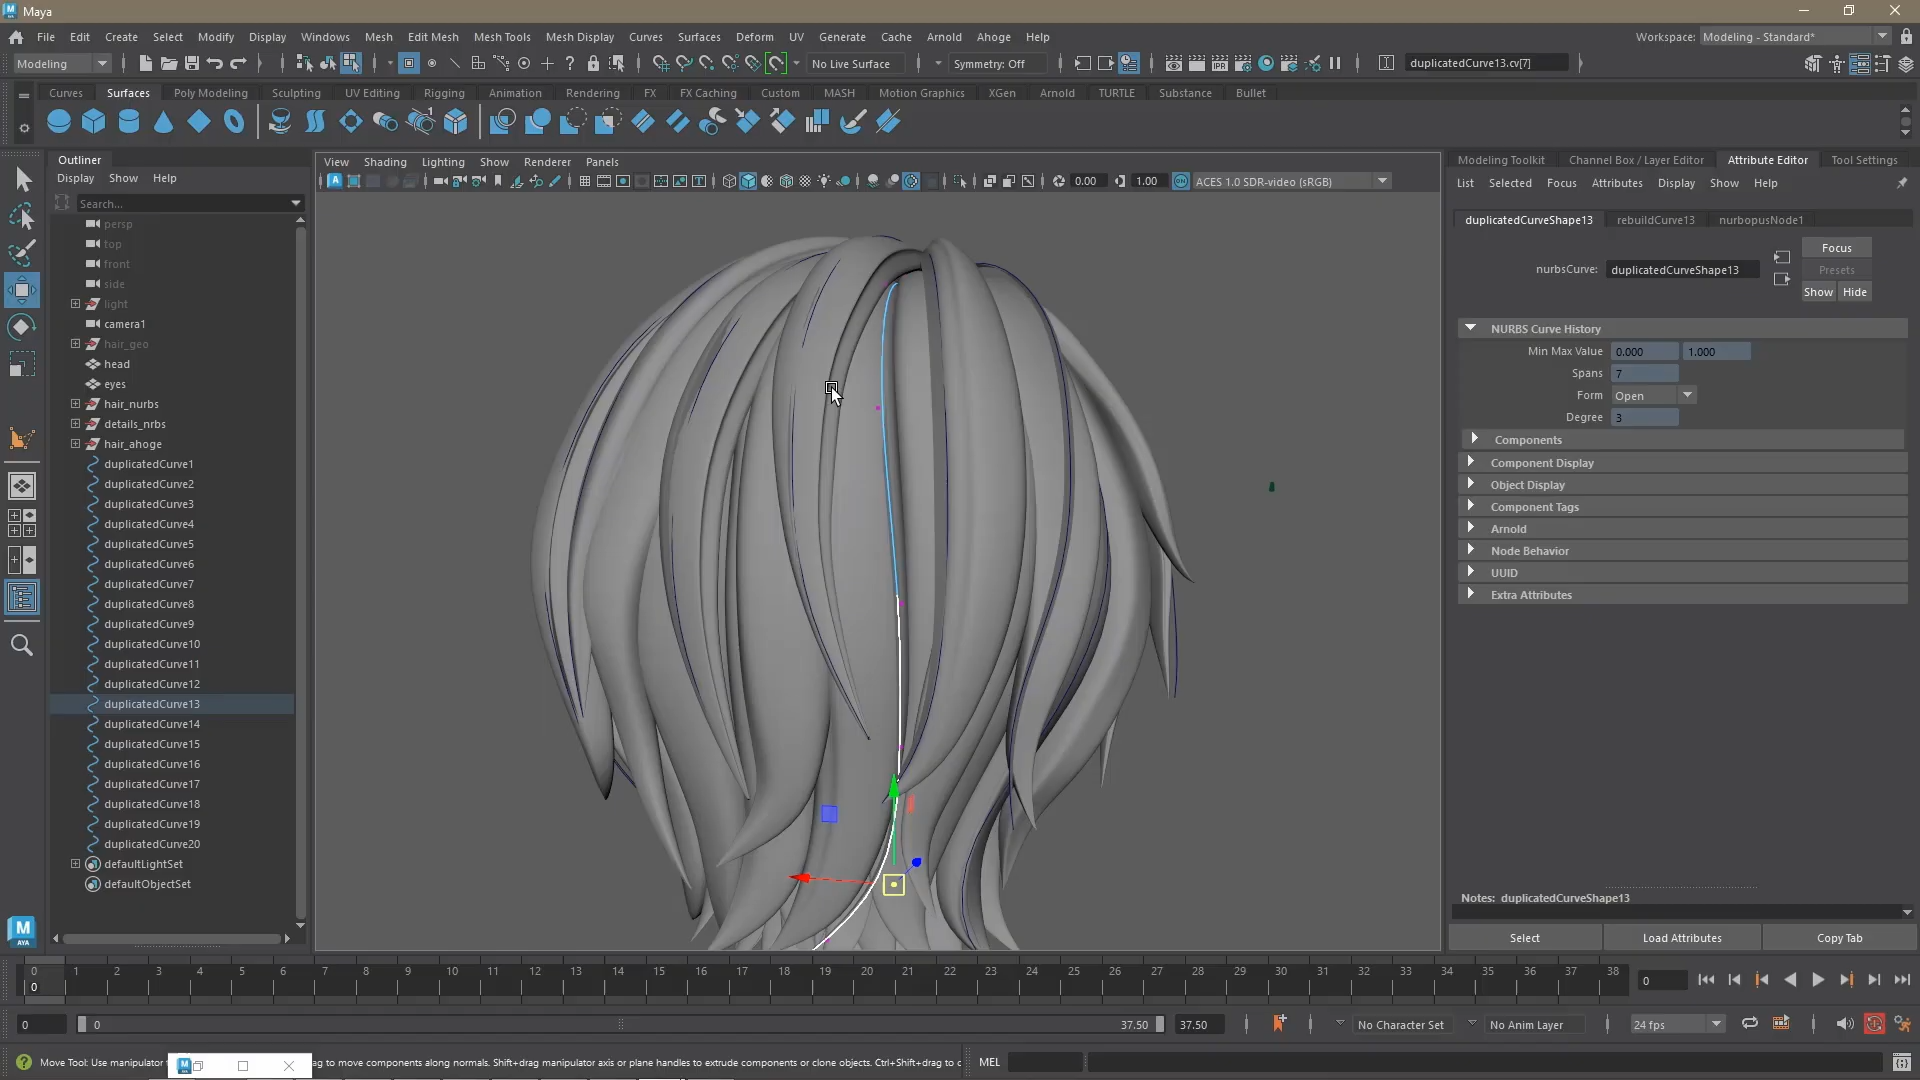 Maya
File Edit Create Select Modify Display Windows Mesh Edit Mesh Mesh Tools Mesh Display Curves Surfaces Deform UV Generate Cache Arnold Ahoge Help
Workspace: Modeling - Standard*
Modeling
No Live Surface
Symmetry: Off
duplicatedCurve13.cv[7]
Curves Surfaces Poly Modeling Sculpting UV Editing Rigging Animation Rendering FX FX Caching Custom MASH Motion Graphics XGen Arnold TURTLE Substance Bullet
Outliner
Display Show Help
Search...
persp
top
front
side
light
camera1
hair_geo
head
eyes
hair_nurbs
details_nrbs
hair_ahoge
duplicatedCurve1
duplicatedCurve2
duplicatedCurve3
duplicatedCurve4
duplicatedCurve5
duplicatedCurve6
duplicatedCurve7
duplicatedCurve8
duplicatedCurve9
duplicatedCurve10
duplicatedCurve11
duplicatedCurve12
duplicatedCurve13
duplicatedCurve14
duplicatedCurve15
duplicatedCurve16
duplicatedCurve17
duplicatedCurve18
duplicatedCurve19
duplicatedCurve20
defaultLightSet
defaultObjectSet
View Shading Lighting Show Renderer Panels
0.00 1.00 ACES 1.0 SDR-video (sRGB)
Modeling Toolkit Channel Box / Layer Editor Attribute Editor Tool Settings
List Selected Focus Attributes Display Show Help
duplicatedCurveShape13 rebuildCurve13 nurbopusNode1
Focus
nurbsCurve: duplicatedCurveShape13
Presets
Show Hide
NURBS Curve History
Min Max Value 0.000 1.000
Spans 7
Form Open
Degree 3
Components
Component Display
Object Display
Component Tags
Arnold
Node Behavior
UUID
Extra Attributes
Notes: duplicatedCurveShape13
Select Load Attributes Copy Tab
0 1 2 3 4 5 6 7 8 9 10 11 12 13 14 15 16 17 18 19 20 21 22 23 24 25 26 27 28 29 30 31 32 33 34 35 36 37 38
0
0
0 0 37.50 37.50 No Character Set No Anim Layer 24 fps
Move Tool: Use manipulator
ag to move components along normals. Shift+drag manipulator axis or plane handles to extrude components or clone objects. Ctrl+Shift+drag to c
MEL